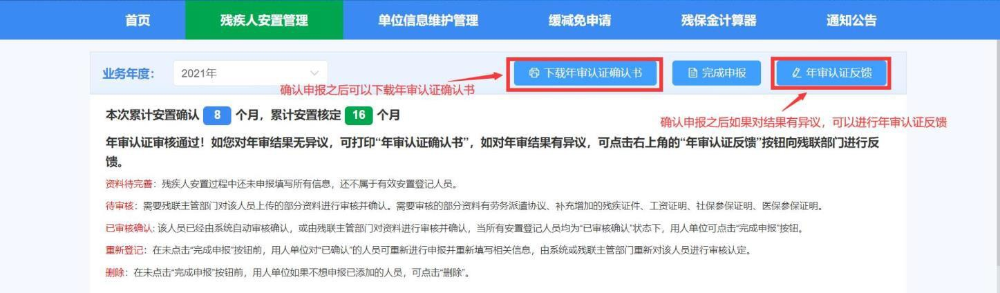 首页 残疾人安置管理 单位信息维护管理 缓减免申请 残保金计算器 通知公告
业务年度： 2021年 下载年审认证确认书 完成申报 年审认证反馈
确认申报之后可以下载年审认证确认书
本次累计安置确认 8 个月，累计安置核定 16 个月
确认申报之后如果对结果有异议，可以进行年审认证反馈
年审认证审核通过！如您对年审结果无异议，可打印“年审认证确认书”，如对年审结果有异议，可点击右上角的“年审认证反馈”按钮向残联部门进行反
馈。
资料待完善：残疾人安置过程中还未申报填写所有信息，还不属于有效安置登记人员。
待审核：需要残联主管部门对该人员上传的部分资料进行审核并确认。需要审核的部分资料有劳务派遣协议、补充增加的残疾证件、工资证明、社保参保证明、医保参保证明。
已审核确认: 该人员已经由系统自动审核确认，或由残联主管部门对资料进行审核并确认，当所有安置登记人员均为“已审核确认”状态下，用人单位可点击“完成申报”按钮。
重新登记：在未点击“完成申报”按钮前，用人单位对“已确认”的人员可重新进行申报并重新填写相关信息，由系统或残联主管部门重新对该人员进行审核认定。
删除：在未点击“完成申报”按钮前，用人单位如果不想申报已添加的人员，可点击“删除”。